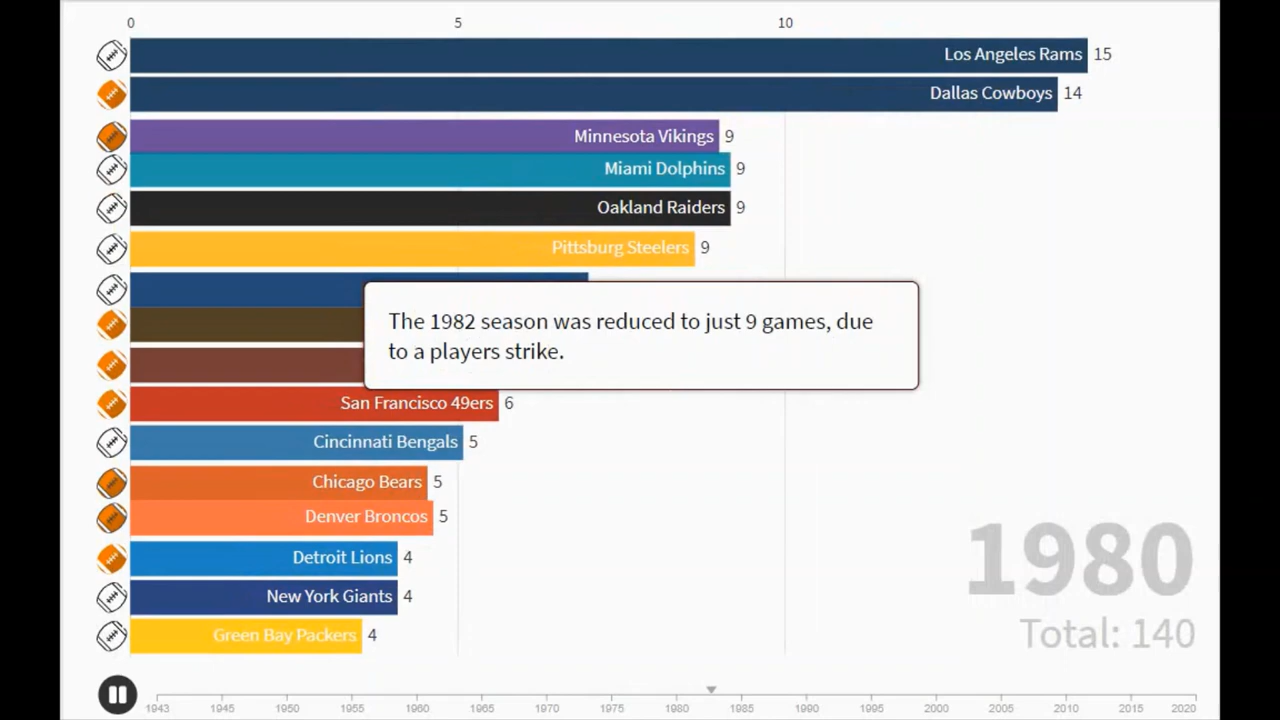 0 5 10
Los Angeles Rams 15
Dallas Cowboys 14
Minnesota Vikings 9
Miami Dolphins 9
Oakland Raiders 9
Pittsburg Steelers 9
The 1982 season was reduced to just 9 games, due
to a players strike.
San Francisco 49ers 6
Cincinnati Bengals 5
Chicago Bears 5
Denver Broncos 5
Detroit Lions 4
New York Giants 4
Green Bay Packers 4
1980
Total: 140
1943 1945 1950 1955 1960 1965 1970 1975 1980 1985 1990 1995 2000 2005 2010 2015 2020